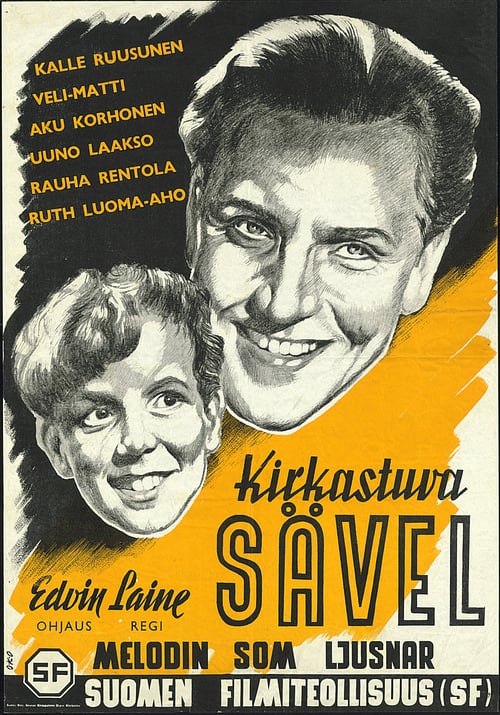 KALLE RUUSUNEN
VELI-MATTI
AKU KORHONEN
UUNO LAAKSO
RAUHA RENTOLA
RUTH LUOMA-AHO
Kirkastuva
SÄVEL
Edvin Laine
OHJAUS REGI
MELODIN SOM LJUSNAR
SF
SUOMEN FILMITEOLLISUUS (SF)